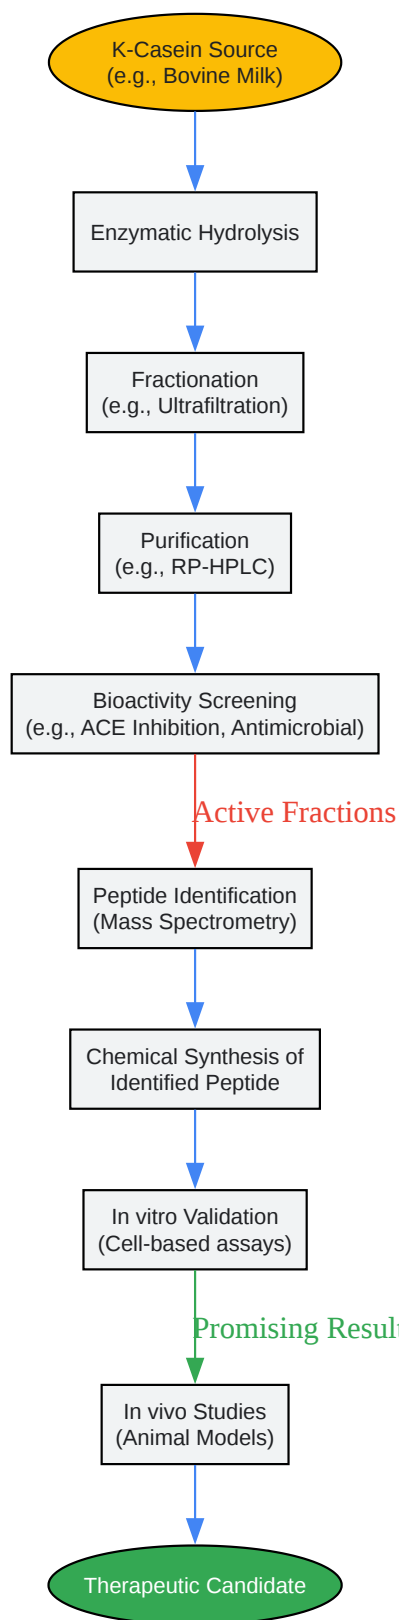 K-Casein Source
(e.g., Bovine Milk)
Enzymatic Hydrolysis
Fractionation
(e.g., Ultrafiltration)
Purification
(e.g., RP-HPLC)
Bioactivity Screening
(e.g., ACE Inhibition, Antimicrobial)
Active Fractions
Peptide Identification
(Mass Spectrometry)
Chemical Synthesis of
Identified Peptide
In vitro Validation
(Cell-based assays)
Promising Result
In vivo Studies
(Animal Models)
Therapeutic Candidate